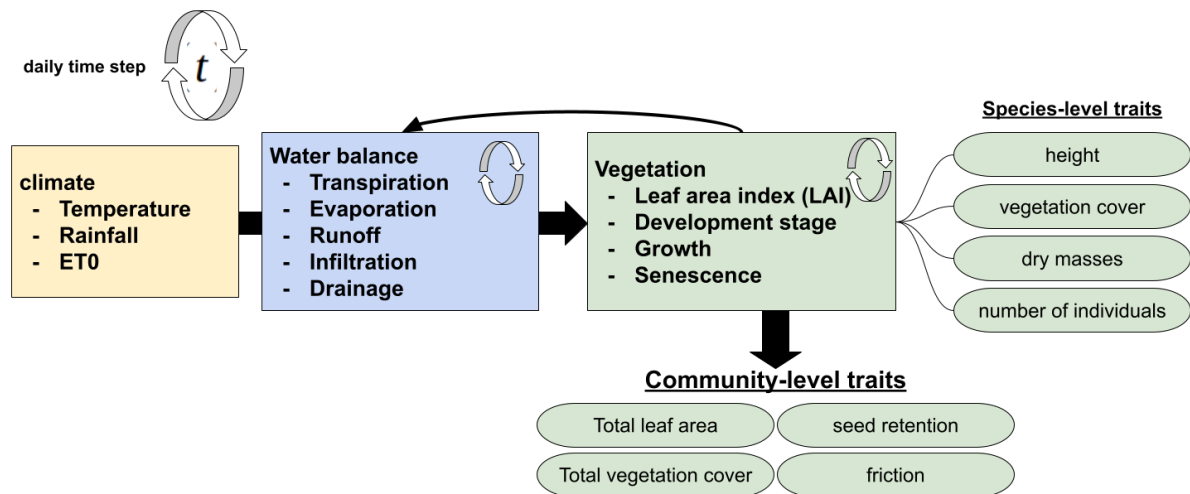 daily time step
t
climate
- Temperature
- Rainfall
- ET0
Water balance
- Transpiration
- Evaporation
- Runoff
- Infiltration
- Drainage
Vegetation
- Leaf area index (LAI)
- Development stage
- Growth
- Senescence
Species-level traits
height
vegetation cover
dry masses
number of individuals
Community-level traits
Total leaf area
seed retention
Total vegetation cover
friction